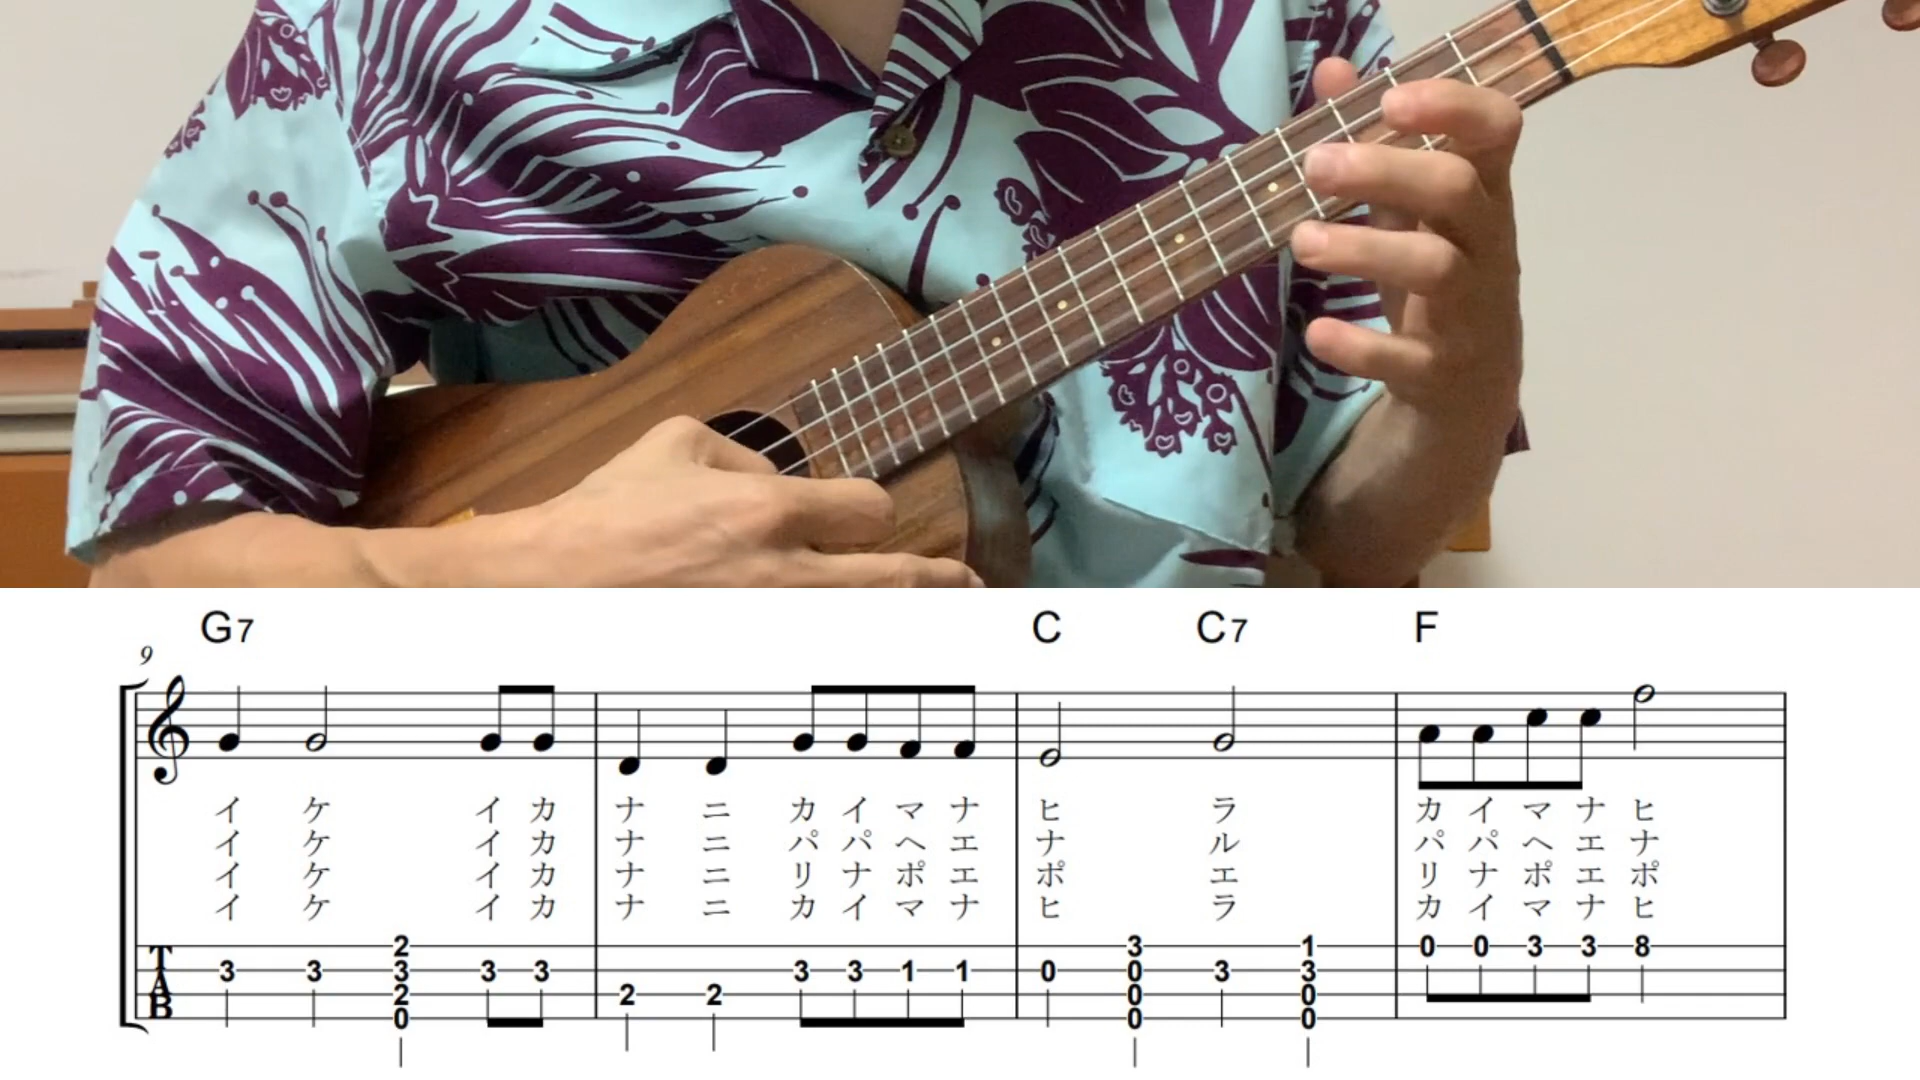 G7 C C7 F
9
イ ケ イ カ ナ ニ カ イ マ ナ ヒ ラ カ イ マ ナ ヒ
イ ケ イ カ ナ ニ パ パ ヘ エ ナ ル パ パ ヘ エ ナ
イ ケ イ カ ナ ニ リ ナ ポ エ ポ エ リ ナ ポ エ ポ
イ ケ イ カ ナ ニ カ イ マ ナ ヒ ラ カ イ マ ナ ヒ
T 2 3 1 0 0 3 3 8
A 3 3 3 3 3 3 3 1 1 0 0 3 3
B 2 2 2 0 0
0 0 0